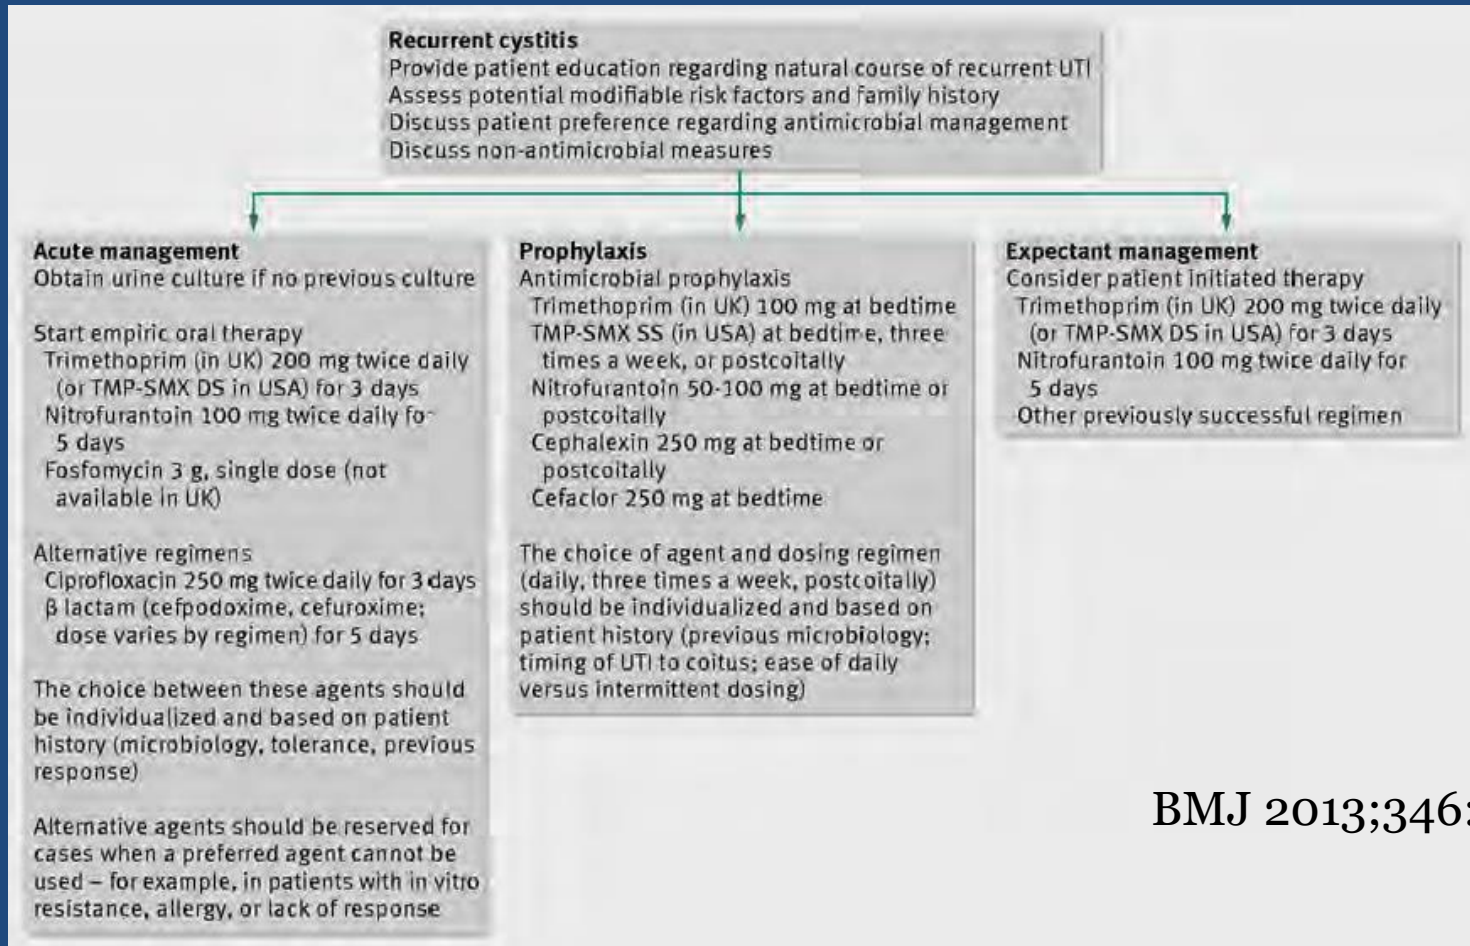 Recurrent cystitis
Provide patient education regarding natural course of recurrent UTI
Assess potential modifiable risk factors and family history
Discuss patient preference regarding antimicrobial management
Discuss non-antimicrobial measures
Acute management
Obtain urine culture if no previous culture
Start empiric oral therapy
Trimethoprim (in UK) 200 mg twice daily
(or TMP-SMX DS in USA) for 3 days
Nitrofurantoin 100 mg twice daily fo
5 days
Fosfomycin 3 g, single dose (not
available in UK)
Alternative regimens
Ciprofloxacin 250 mg twice daily for 3 days
β lactam (cefpodoxime, cefuroxime;
dose varies by regimen) for 5 days
The choice between these agents should
be individualized and based on patient
history (microbiology, tolerance, previous
response)
Alternative agents should be reserved for
cases when a preferred agent cannot be
used – for example, in patients with in vitro
resistance, allergy, or lack of response
Prophylaxis
Antimicrobial prophylaxis
Trimethoprim (in UK) 100 mg at bedtime
TMP-SMX SS (in USA) at bedtime, three
times a week, or postcoitally
Nitrofurantoin 50-100 mg at bedtime or
postcoitally
Cephalexin 250 mg at bedtime or
postcoitally
Cefaclor 250 mg at bedtime
The choice of agent and dosing regimen
(daily, three times a week, postcoitally)
should be individualized and based on
patient history (previous microbiology;
timing of UTI to coitus; ease of daily
versus intermittent dosing)
Expectant management
Consider patient initiated therapy
Trimethoprim (in UK) 200 mg twice daily
(or TMP-SMX DS in USA) for 3 days
Nitrofurantoin 100 mg twice daily for
5 days
Other previously successful regimen
BMJ 2013;346: